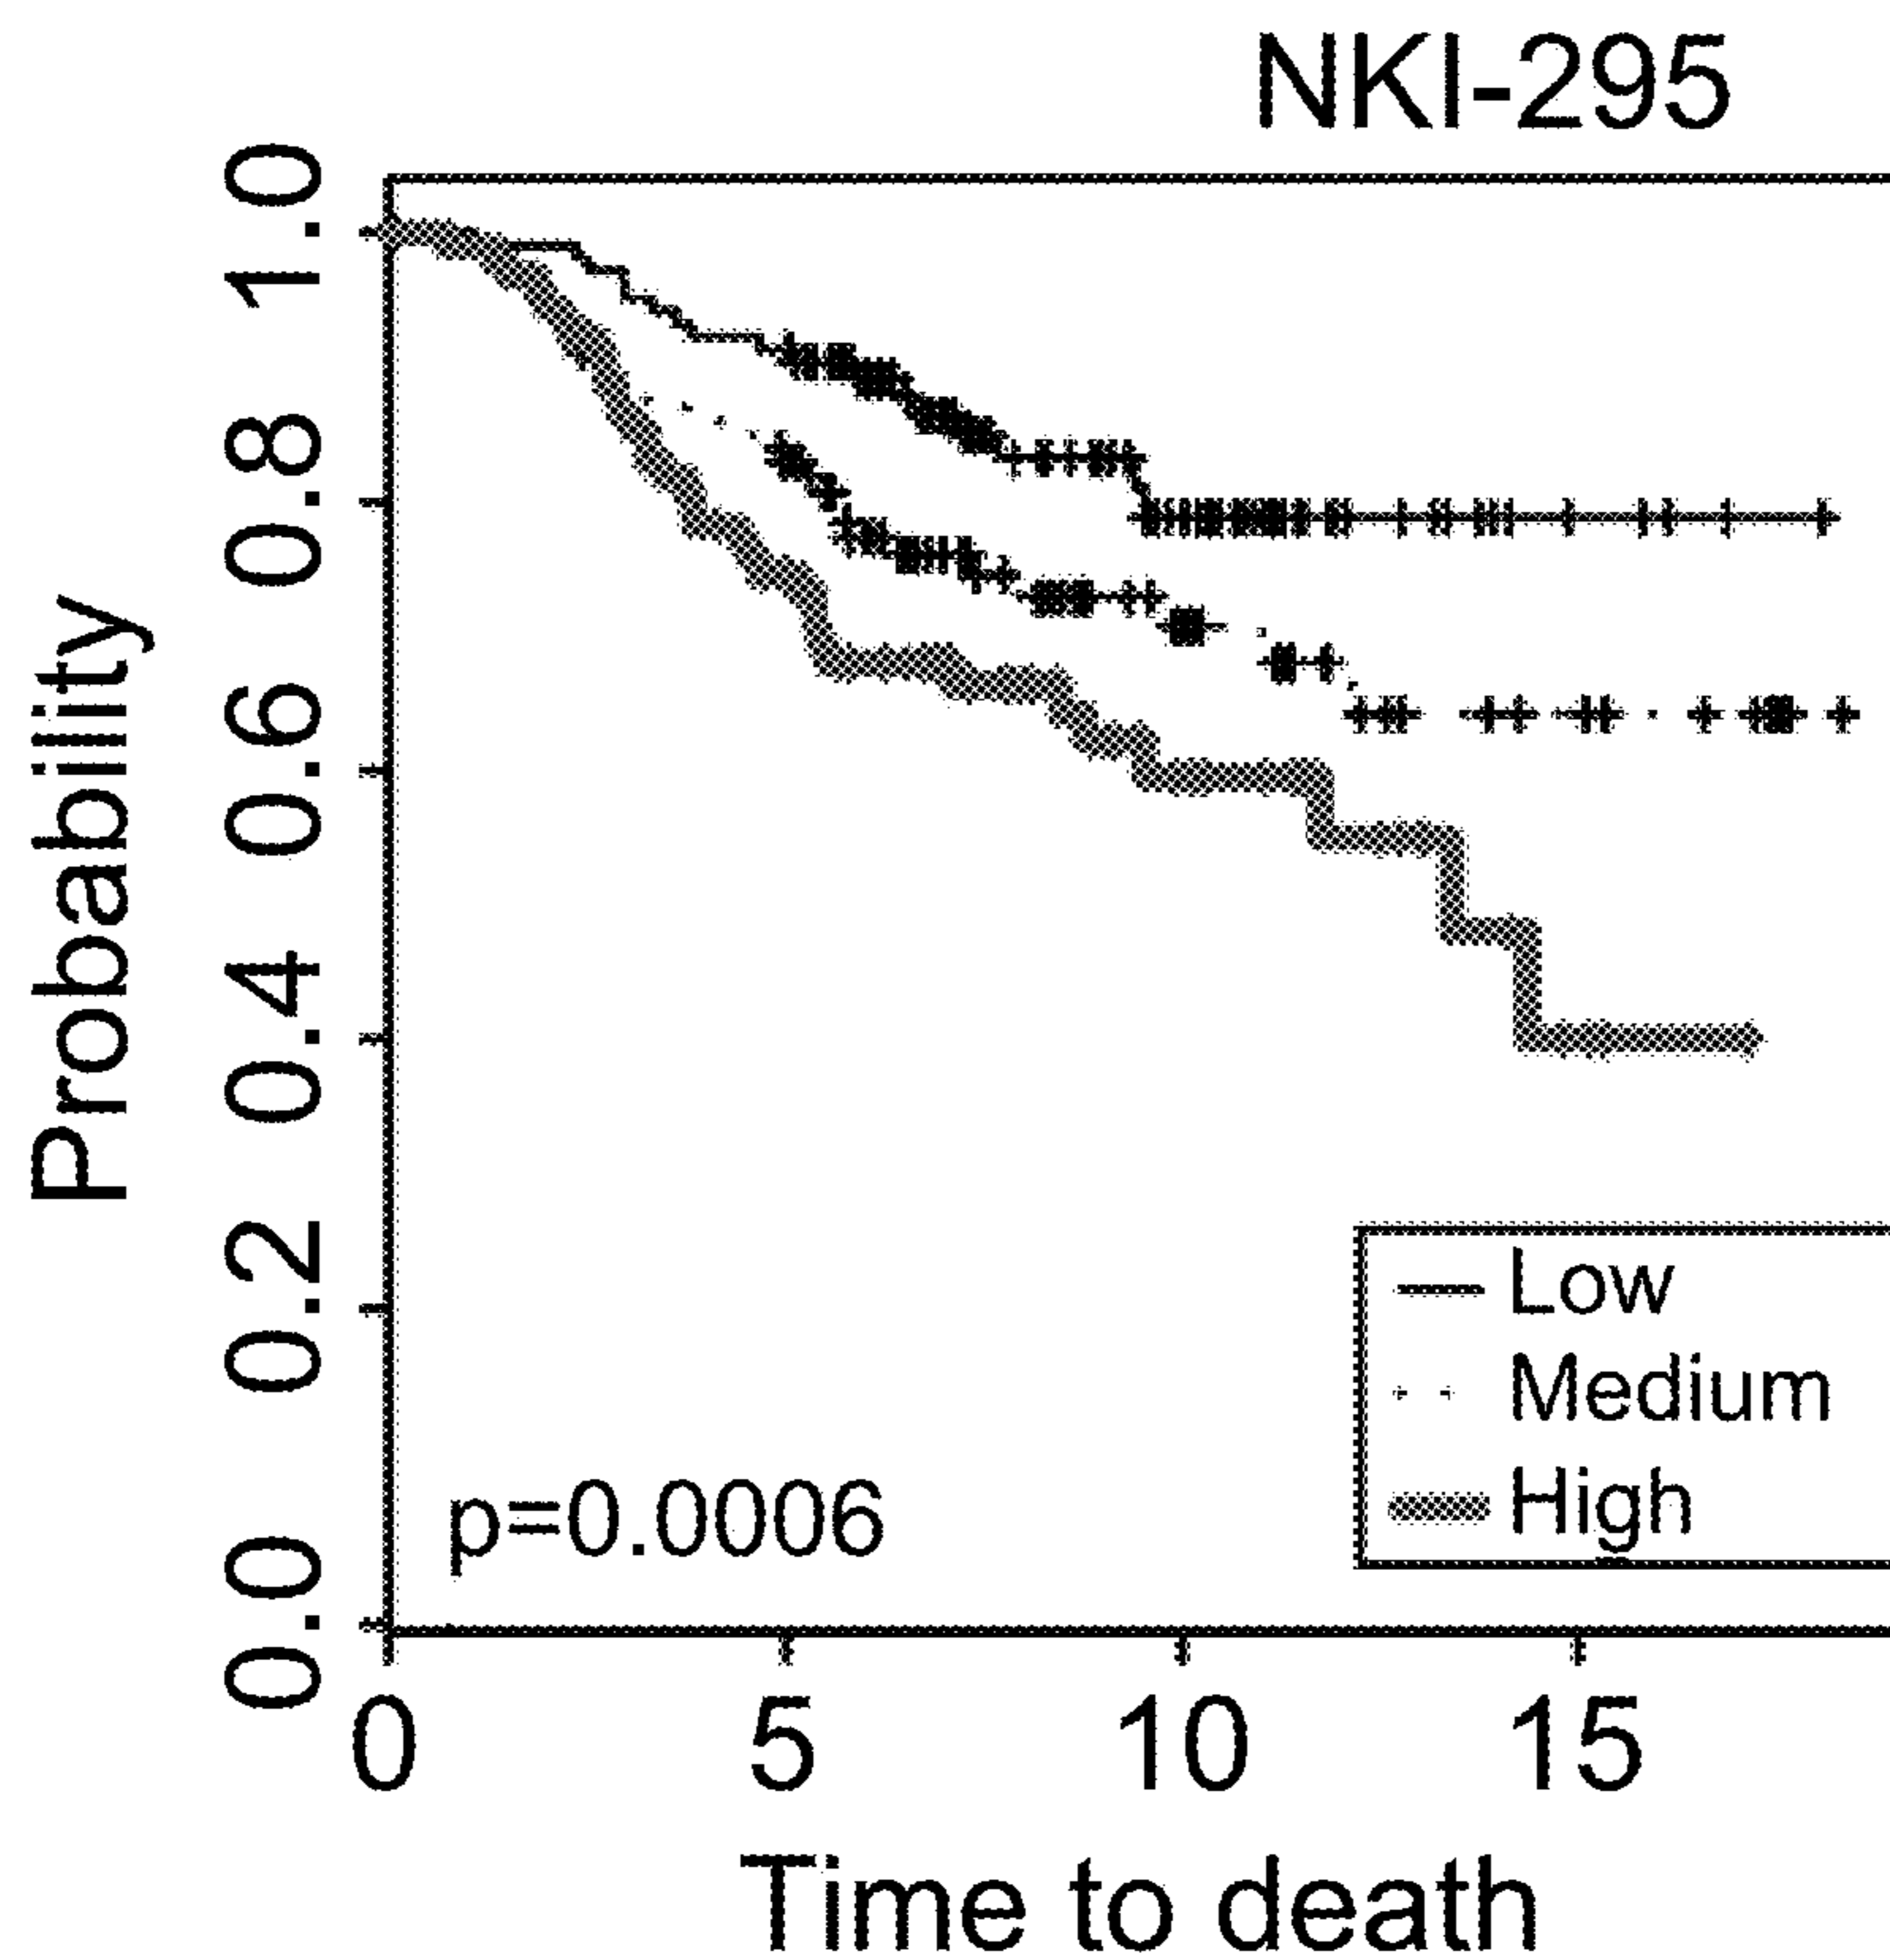 NKI-295
Probability
1.0
0.8
0.6
0.4
0.2
0.0
p=0.0006
Low
Medium
High
0 5 10 15
Time to death